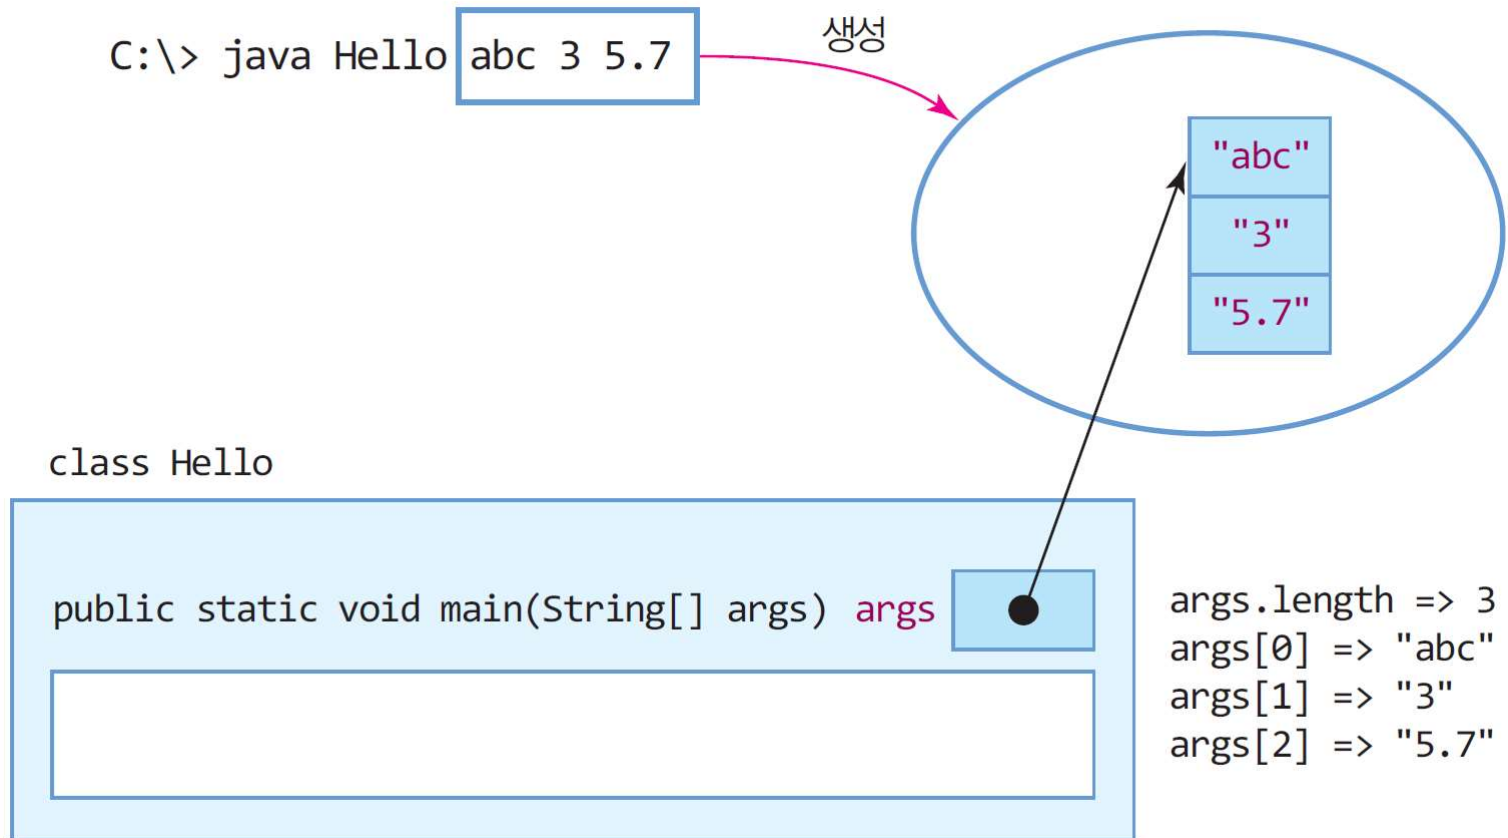 C:\> java Hello abc 3 5.7
생성
"abc"
"3"
"5.7"
class Hello
public static void main(String[] args) args
args.length => 3
args[0] => "abc"
args[1] => "3"
args[2] => "5.7"